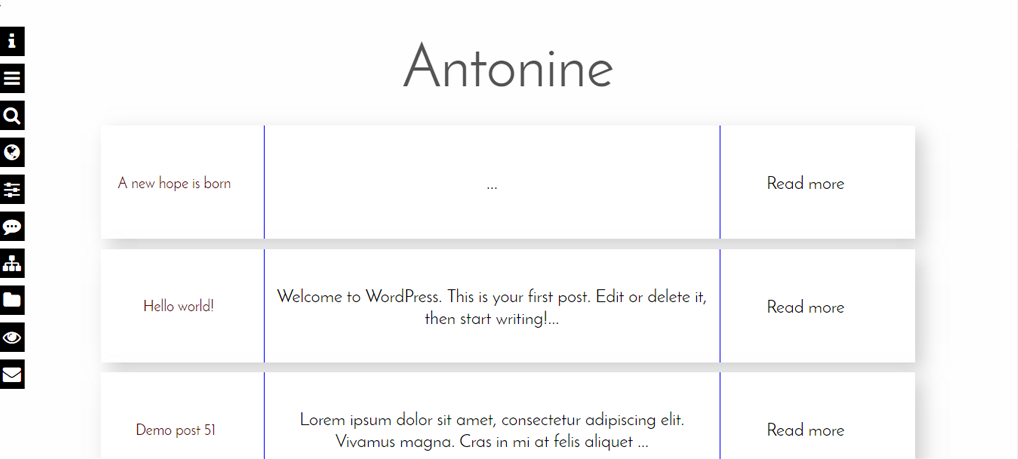 Antonine
A new hope is born
...
Read more
Hello world!
Welcome to WordPress. This is your first post. Edit or delete it,
then start writing!...
Read more
Demo post 51
Lorem ipsum dolor sit amet, consectetur adipiscing elit.
Vivamus magna. Cras in mi at felis aliquet ...
Read more